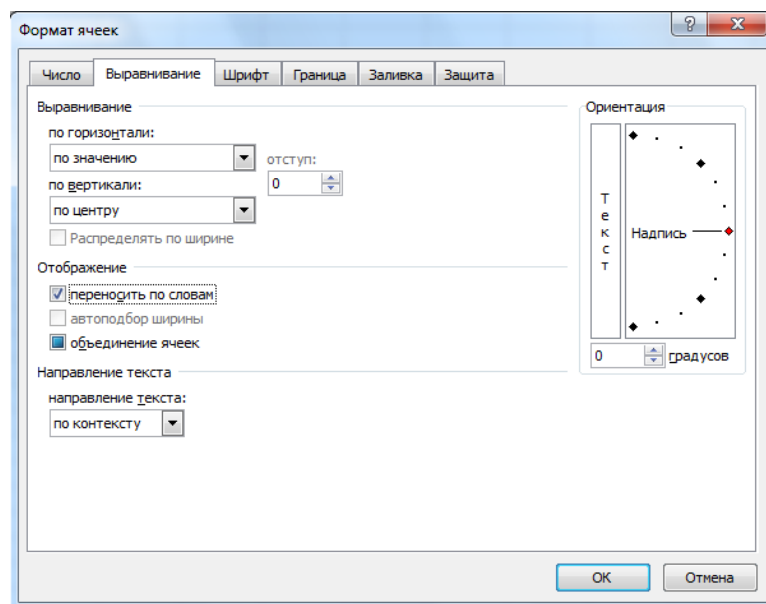 Формат ячеек
Число Выравнивание Шрифт Граница Заливка Защита
Выравнивание
по горизонтали:
по значению
отступ:
0
по вертикали:
по центру
Распределять по ширине
Отображение
переносить по словам
автоподбор ширины
объединение ячеек
Направление текста
направление текста:
по контексту
Ориентация
Текст
Надпись
0 градусов
ОК Отмена